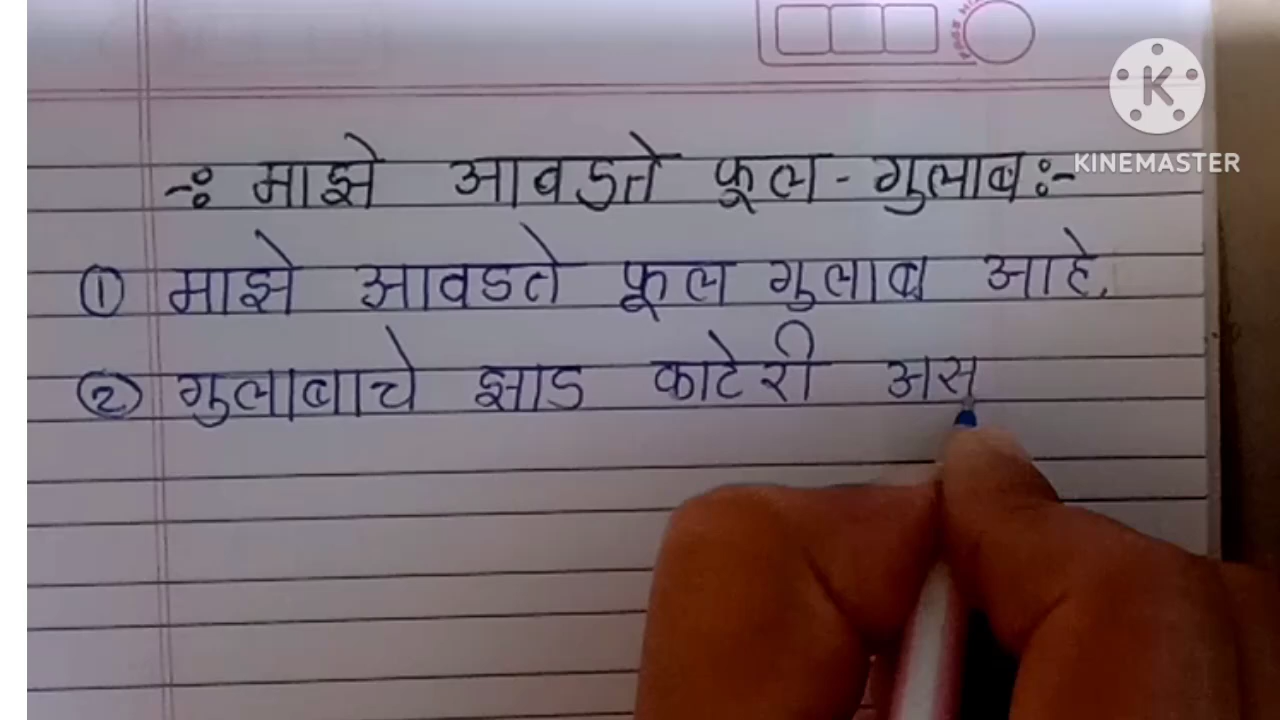 KINEMASTER
-: माझे आवडते फूल - गुलाब :-
① माझे आवडते फूल गुलाब आहे.
② गुलाबाचे झाड काटेरी अस